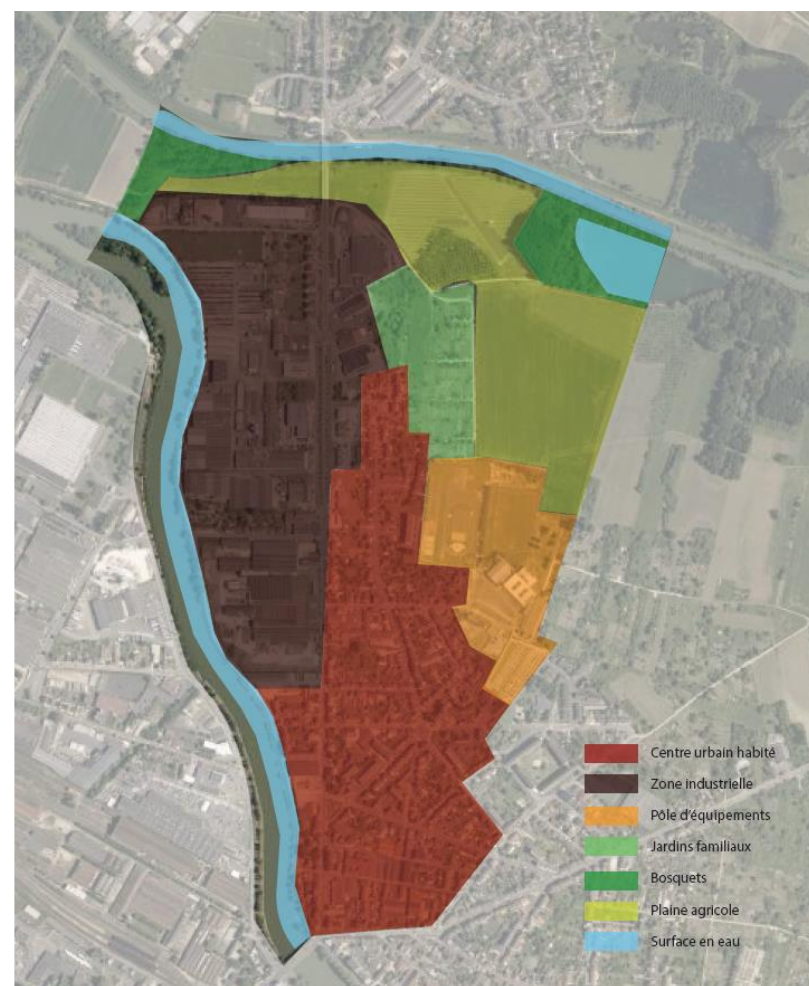 Centre urbain habité
Zone industrielle
Pôle d'équipements
Jardins familiaux
Bosquets
Plaine agricole
Surface en eau